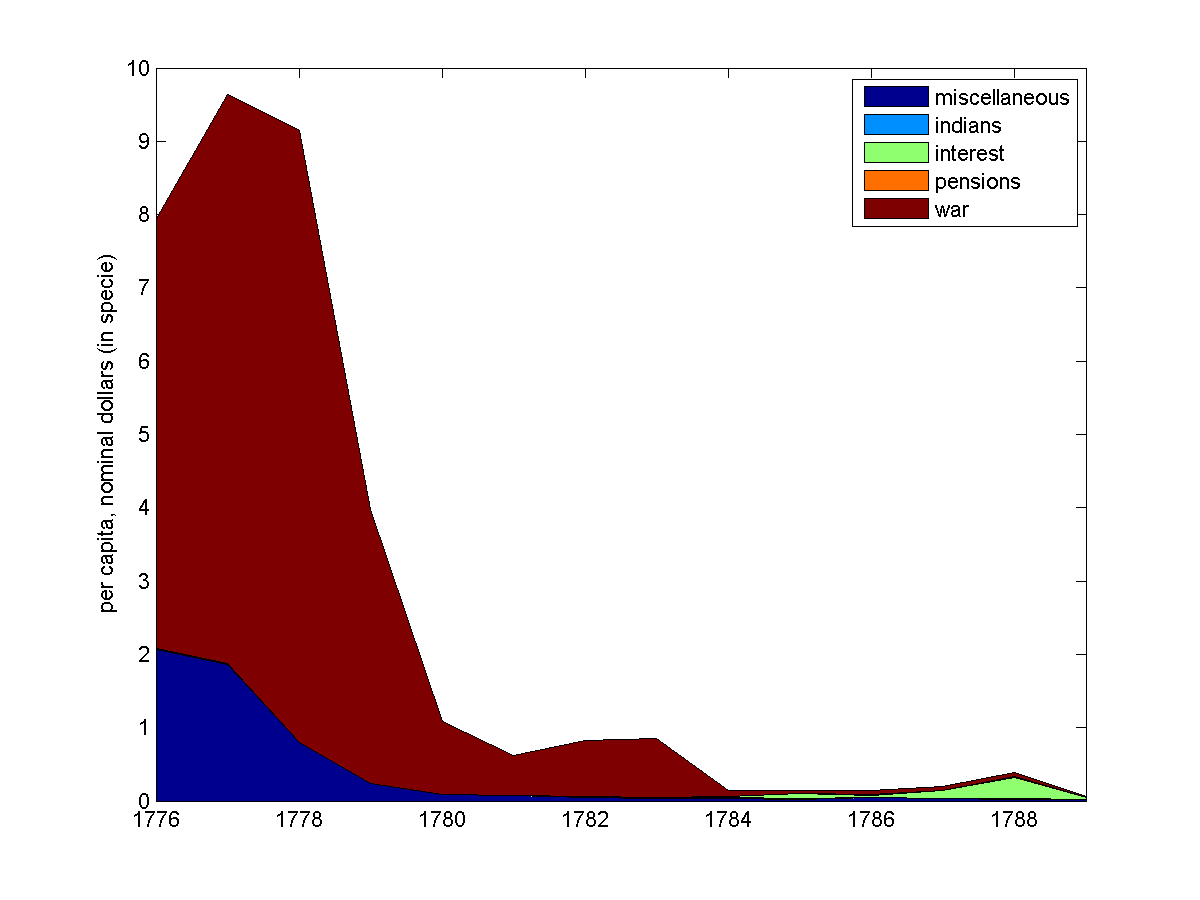 10
9
8
7
6
5
4
3
2
1
0
per capita, nominal dollars (in specie)
miscellaneous
indians
interest
pensions
war
1776 1778 1780 1782 1784 1786 1788